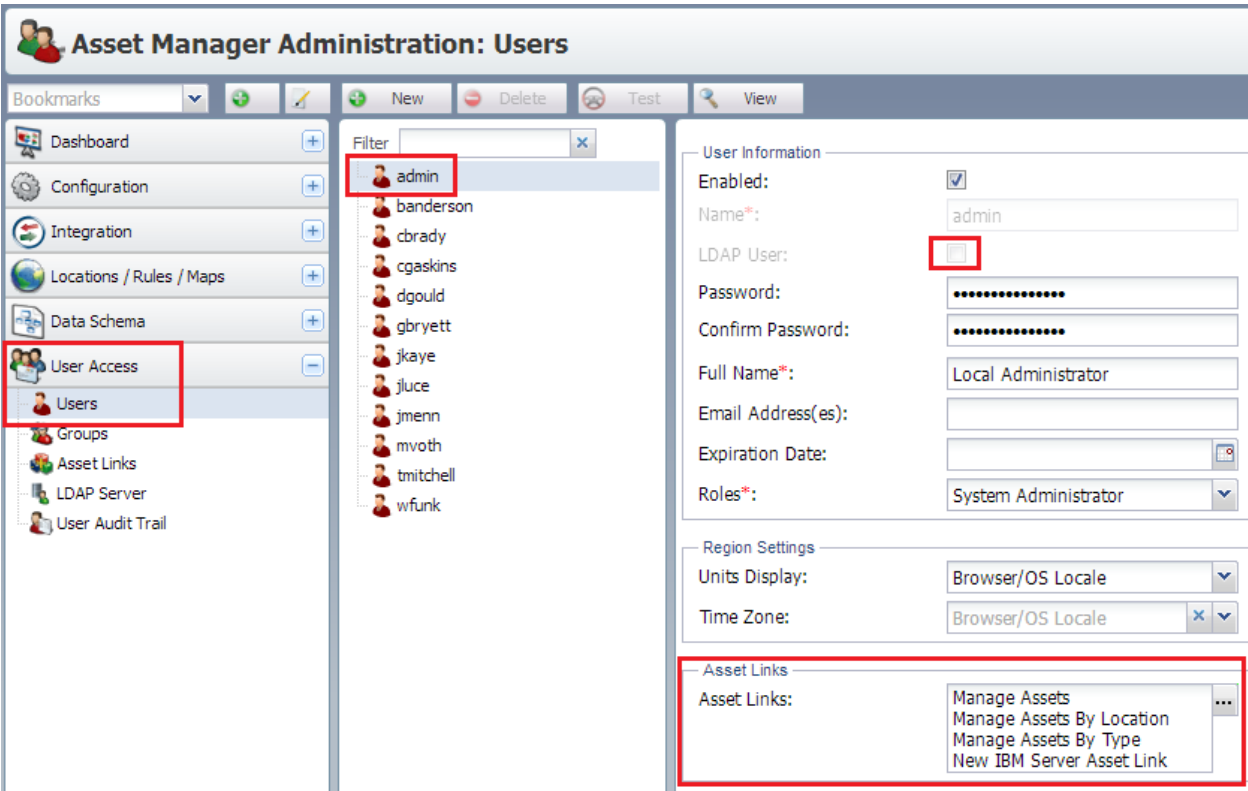 Asset Manager Administration: Users
Bookmarks
New
Delete
Test
View
Dashboard
Configuration
Integration
Locations / Rules / Maps
Data Schema
User Access
Users
Groups
Asset Links
LDAP Server
User Audit Trail
Filter
admin
banderson
cbrady
cgaskins
dgould
gbryett
jkaye
jluce
jmenn
mvoth
tmitchell
wfunk
User Information
Enabled:
Name*: admin
LDAP User:
Password: •••••••••••••••
Confirm Password: •••••••••••••••
Full Name*: Local Administrator
Email Address(es):
Expiration Date:
Roles*: System Administrator
Region Settings
Units Display: Browser/OS Locale
Time Zone: Browser/OS Locale
Asset Links
Asset Links: Manage Assets ...
Manage Assets By Location
Manage Assets By Type
New IBM Server Asset Link